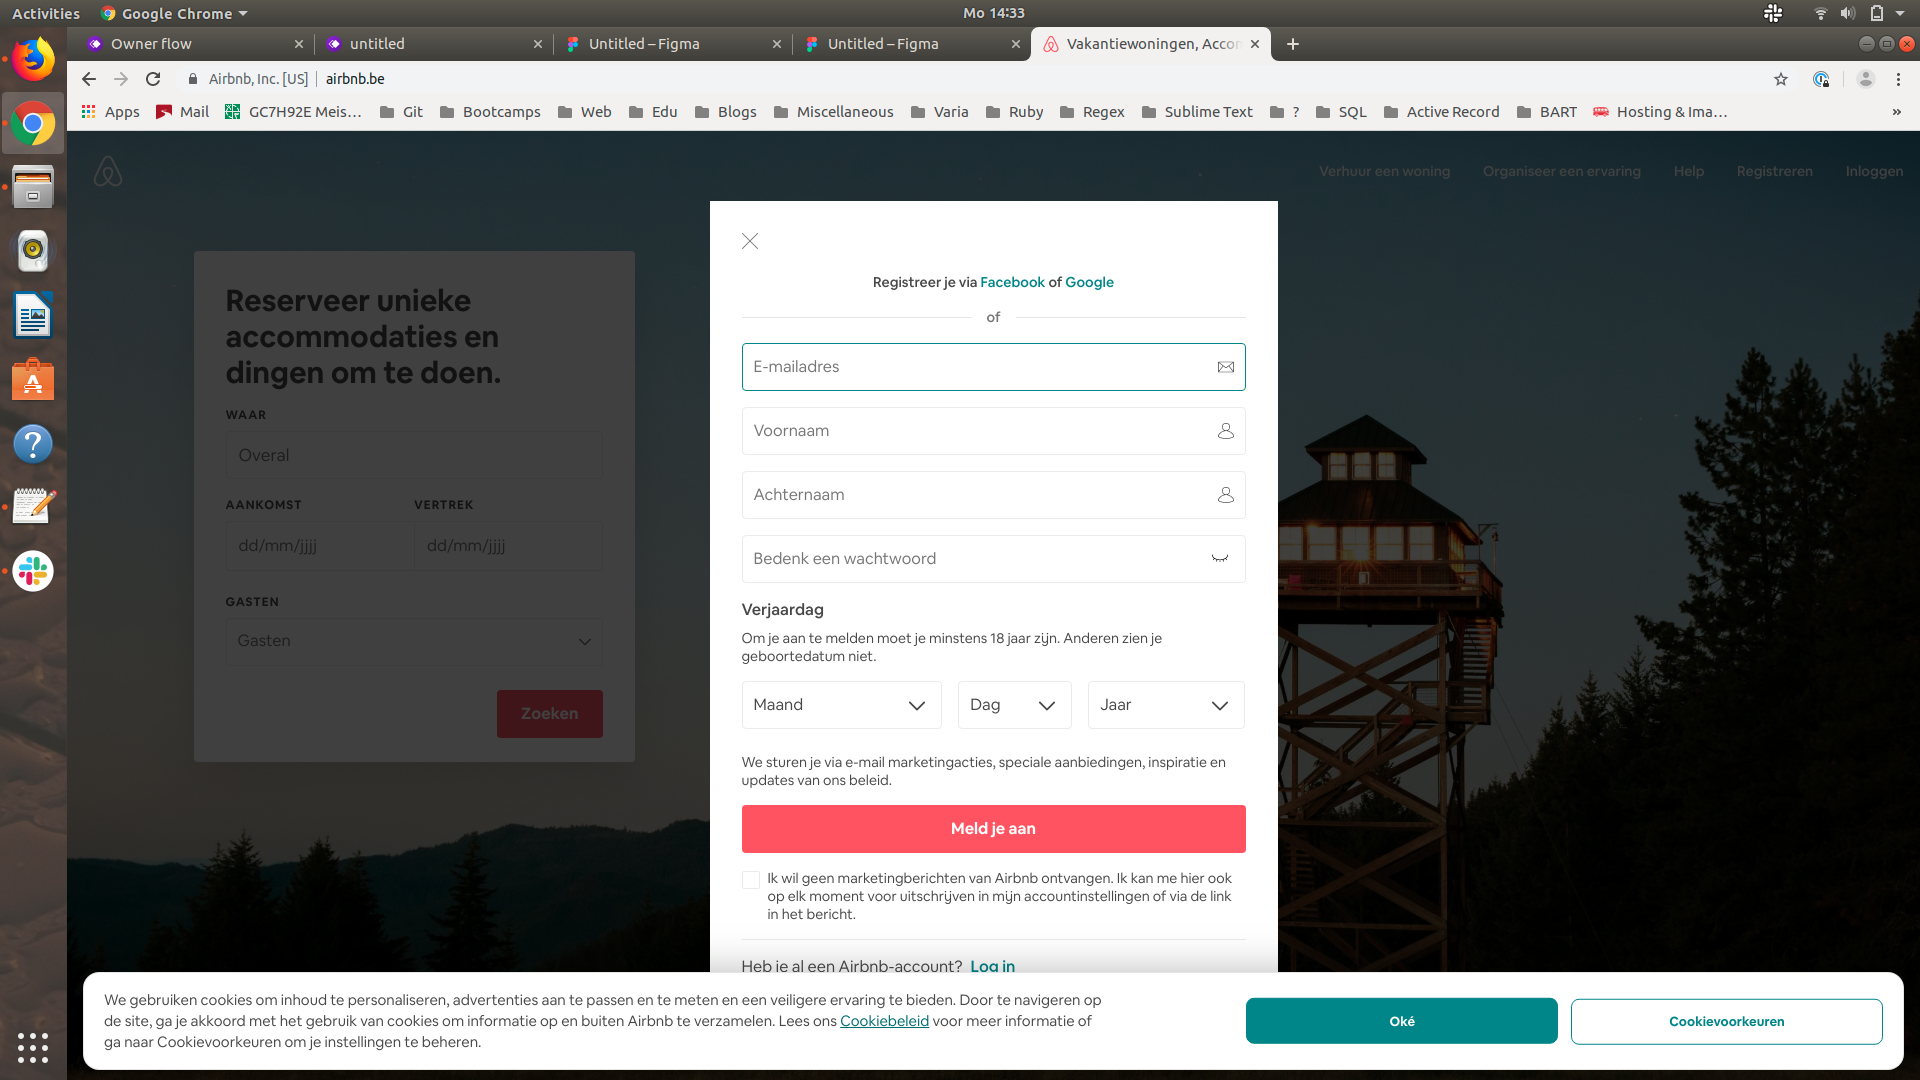 Activities
Google Chrome
Mo 14:33
Owner flow
untitled
Untitled – Figma
Untitled – Figma
Vakantiewoningen, Accon
Airbnb, Inc. [US]
airbnb.be
Apps
Mail
GC7H92E Meis…
Git
Bootcamps
Web
Edu
Blogs
Miscellaneous
Varia
Ruby
Regex
Sublime Text
?
SQL
Active Record
BART
Hosting & Ima…
»
Verhuur een woning
Organiseer een ervaring
Help
Registreren
Inloggen
Reserveer unieke
accommodaties en
dingen om te doen.
WAAR
Overal
AANKOMST
VERTREK
dd/mm/jjjj
dd/mm/jjjj
GASTEN
Gasten
Zoeken
Registreer je via Facebook of Google
of
E-mailadres
Voornaam
Achternaam
Bedenk een wachtwoord
Verjaardag
Om je aan te melden moet je minstens 18 jaar zijn. Anderen zien je
geboortedatum niet.
Maand
Dag
Jaar
We sturen je via e-mail marketingacties, speciale aanbiedingen, inspiratie en
updates van ons beleid.
Meld je aan
Ik wil geen marketingberichten van Airbnb ontvangen. Ik kan me hier ook
op elk moment voor uitschrijven in mijn accountinstellingen of via de link
in het bericht.
Heb je al een Airbnb-account? Log in
We gebruiken cookies om inhoud te personaliseren, advertenties aan te passen en te meten en een veiligere ervaring te bieden. Door te navigeren op
de site, ga je akkoord met het gebruik van cookies om informatie op en buiten Airbnb te verzamelen. Lees ons Cookiebeleid voor meer informatie of
ga naar Cookievoorkeuren om je instellingen te beheren.
Oké
Cookievoorkeuren